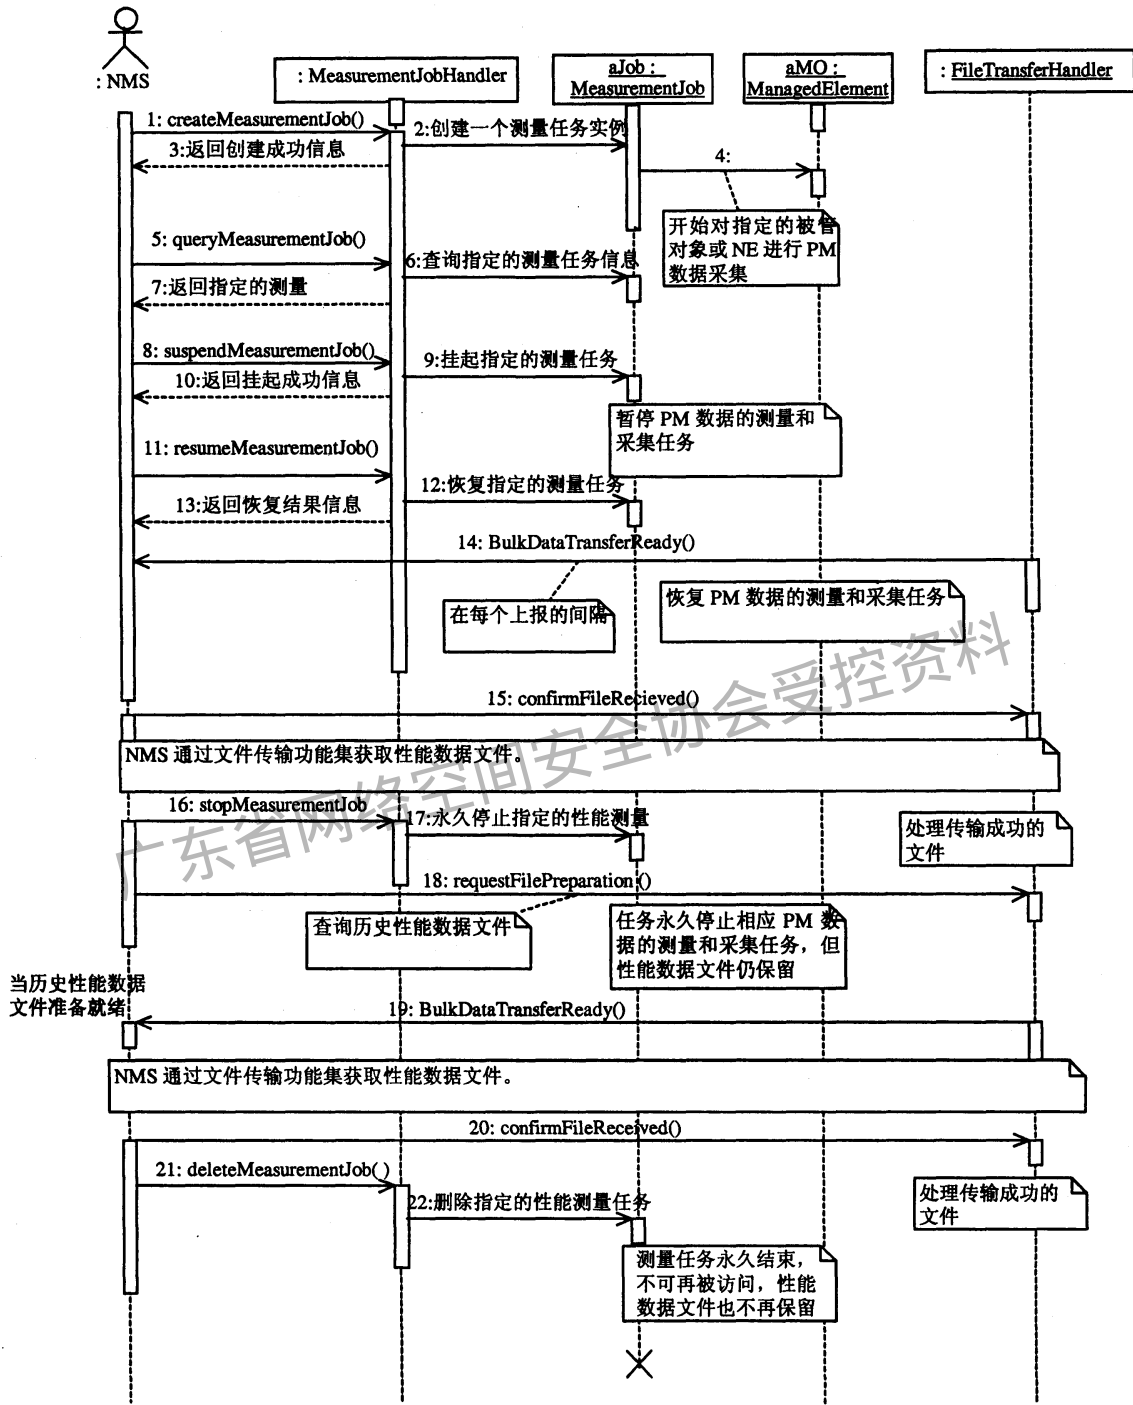 : NMS
: MeasurementJobHandler
aJob :
MeasurementJob
aMO :
ManagedElement
: FileTransferHandler
1: createMeasurementJob()
2:创建一个测量任务实例
3:返回创建成功信息
4:
开始对指定的被管
对象或 NE 进行 PM
数据采集
5: queryMeasurementJob()
6:查询指定的测量任务信息
7:返回指定的测量
8: suspendMeasurementJob()
9:挂起指定的测量任务
10:返回挂起成功信息
暂停 PM 数据的测量和
采集任务
11: resumeMeasurementJob()
12:恢复指定的测量任务
13:返回恢复结果信息
14: BulkDataTransferReady()
在每个上报的间隔
恢复 PM 数据的测量和采集任务
15: confirmFileRecieved()
NMS 通过文件传输功能集获取性能数据文件。
16: stopMeasurementJob
17:永久停止指定的性能测量
处理传输成功的
文件
18: requestFilePreparation ()
查询历史性能数据文件
任务永久停止相应 PM 数
据的测量和采集任务，但
性能数据文件仍保留
当历史性能数据
文件准备就绪
19: BulkDataTransferReady()
NMS 通过文件传输功能集获取性能数据文件。
20: confirmFileReceived()
21: deleteMeasurementJob( )
22:删除指定的性能测量任务
处理传输成功的
文件
测量任务永久结束，
不可再被访问，性能
数据文件也不再保留
广东省网络空间安全协会受控资料